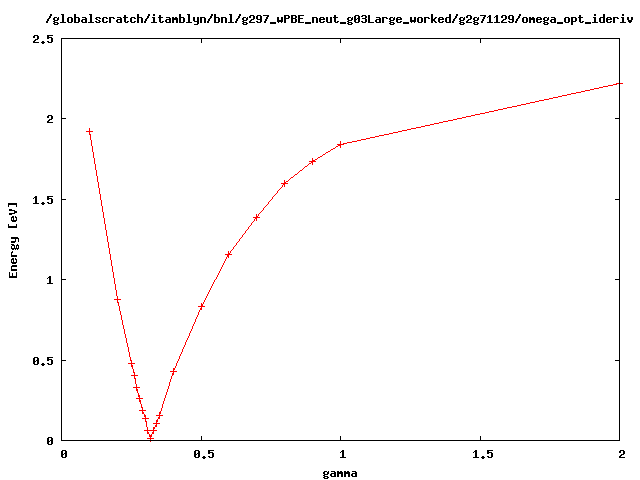 /globalscratch/itamblyn/bnl/g297_wPBE_neut_g03Large_worked/g2g71129/omega_opt_ideriv
2.5
2
1.5
1
0.5
0
Energy [eV]
0 0.5 1 1.5 2
gamma